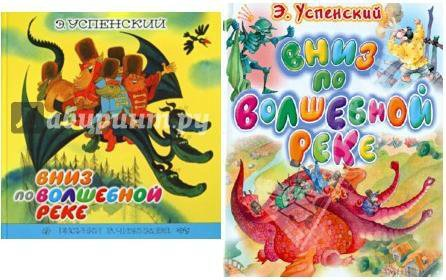 Э. УСПЕНСКИЙ
Лабиринт.ру
ВНИЗ
ПО ВОЛШЕБНОЙ
РЕКЕ
Э. Успенский
ВНИЗ
ПО
ВОЛШЕБНОЙ
РЕКЕ